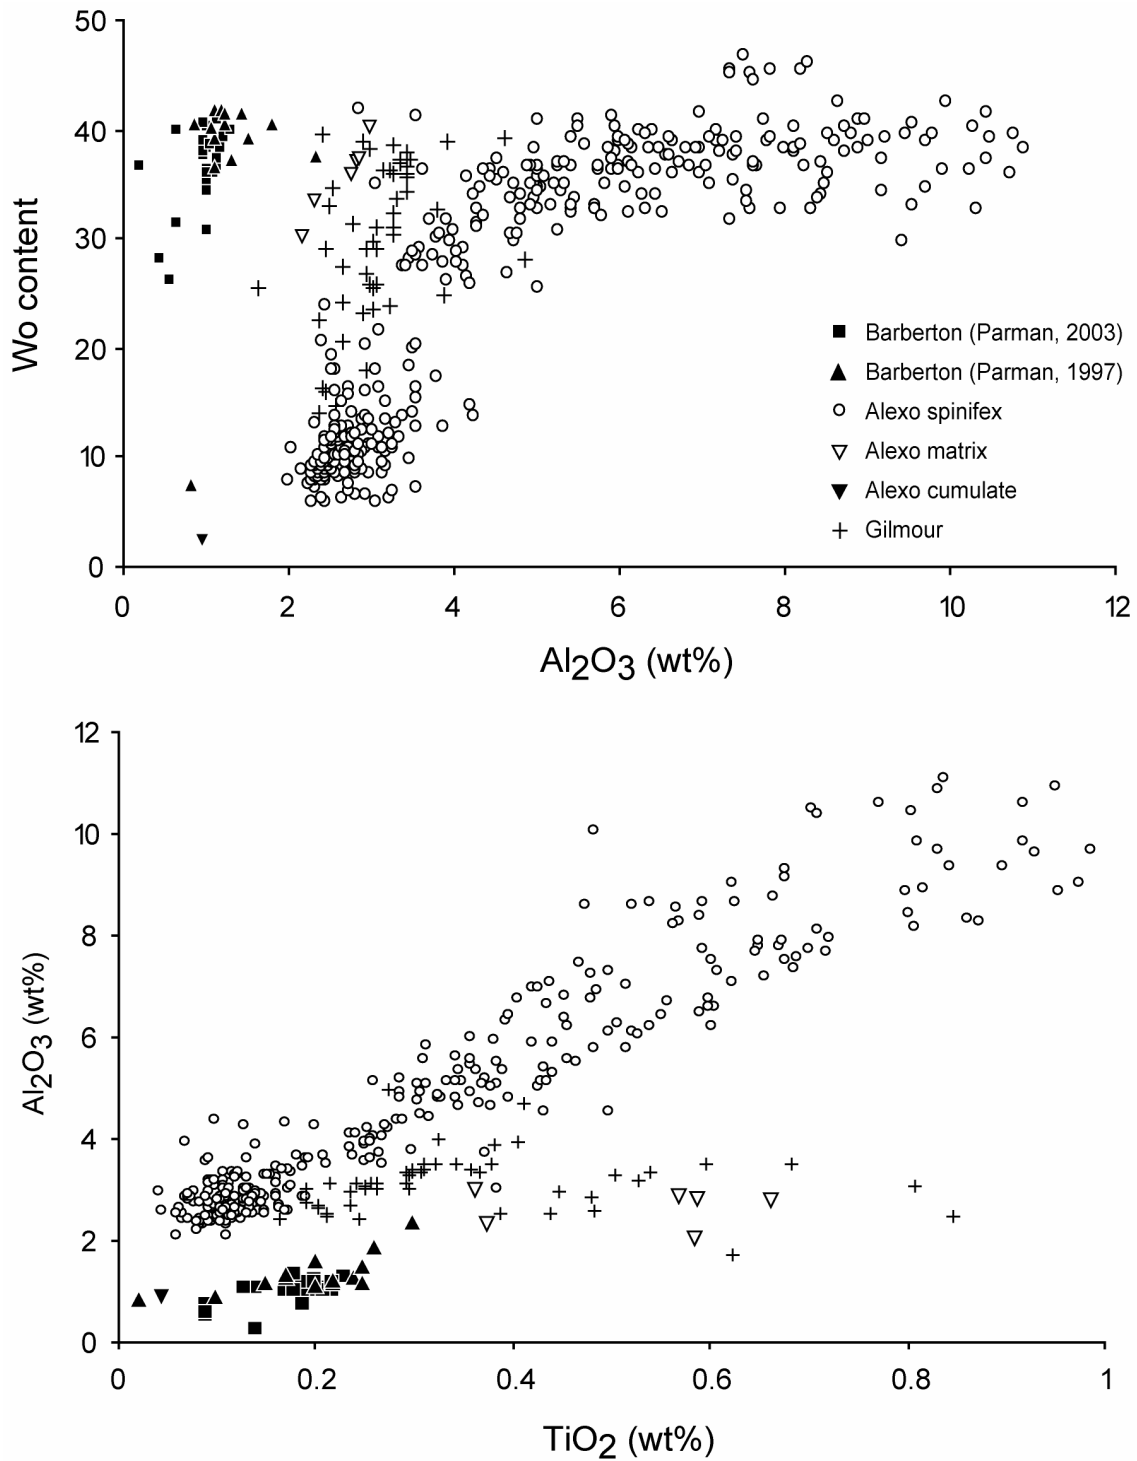 50
40
30
20
10
0
Wo content
Barberton (Parman, 2003)
Barberton (Parman, 1997)
Alexo spinifex
Alexo matrix
Alexo cumulate
Gilmour
0 2 4 6 8 10 12
Al2O3 (wt%)
12
10
8
6
4
2
0
Al2O3 (wt%)
0 0.2 0.4 0.6 0.8 1
TiO2 (wt%)